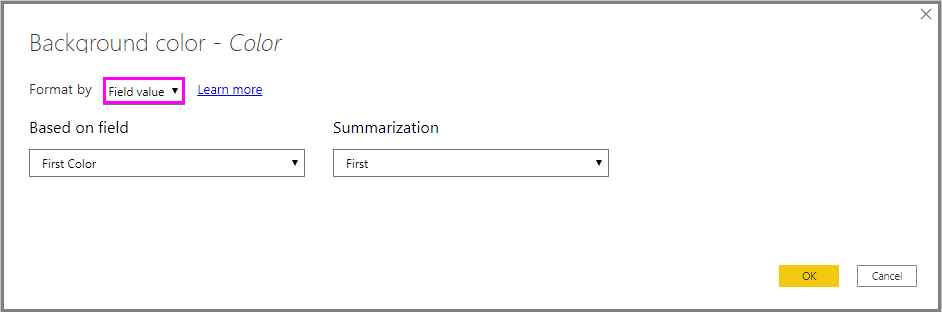 Background color - Color
Format by Field value Learn more
Based on field Summarization
First Color First
OK Cancel